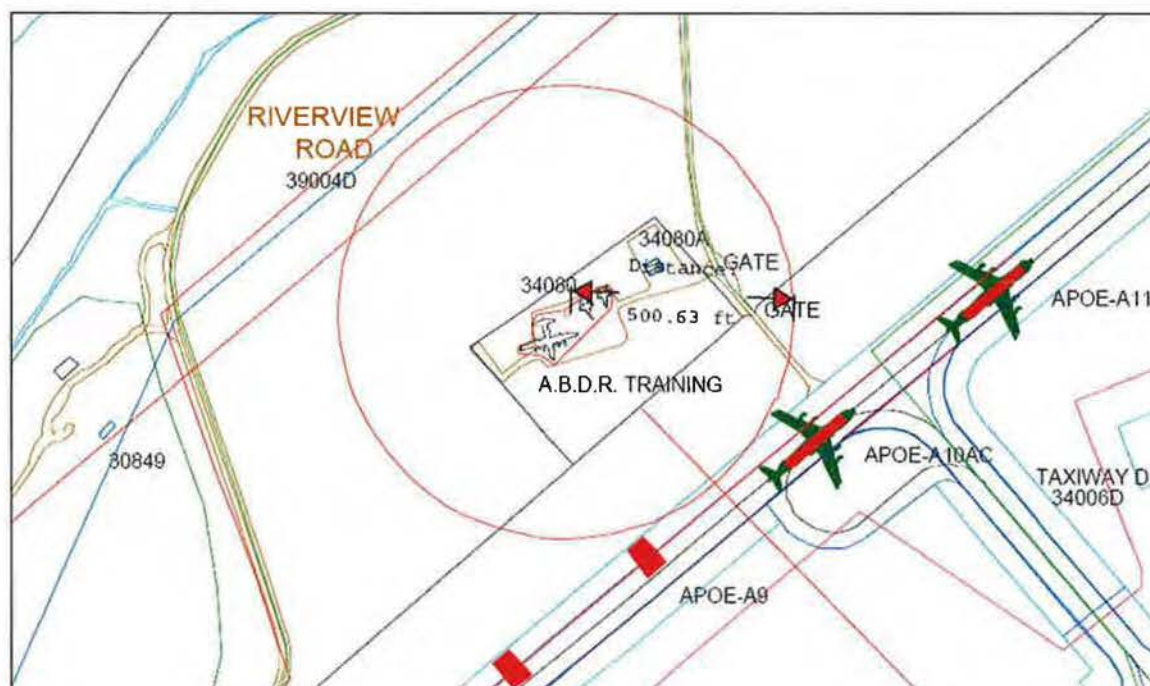 RIVERVIEW
ROAD
39004D
34080A
Distance
GATE
34080
GATE
500.63 ft
APOE-A11
A.B.D.R. TRAINING
APOE-A10AC
30849
TAXIWAY D
34006D
APOE-A9